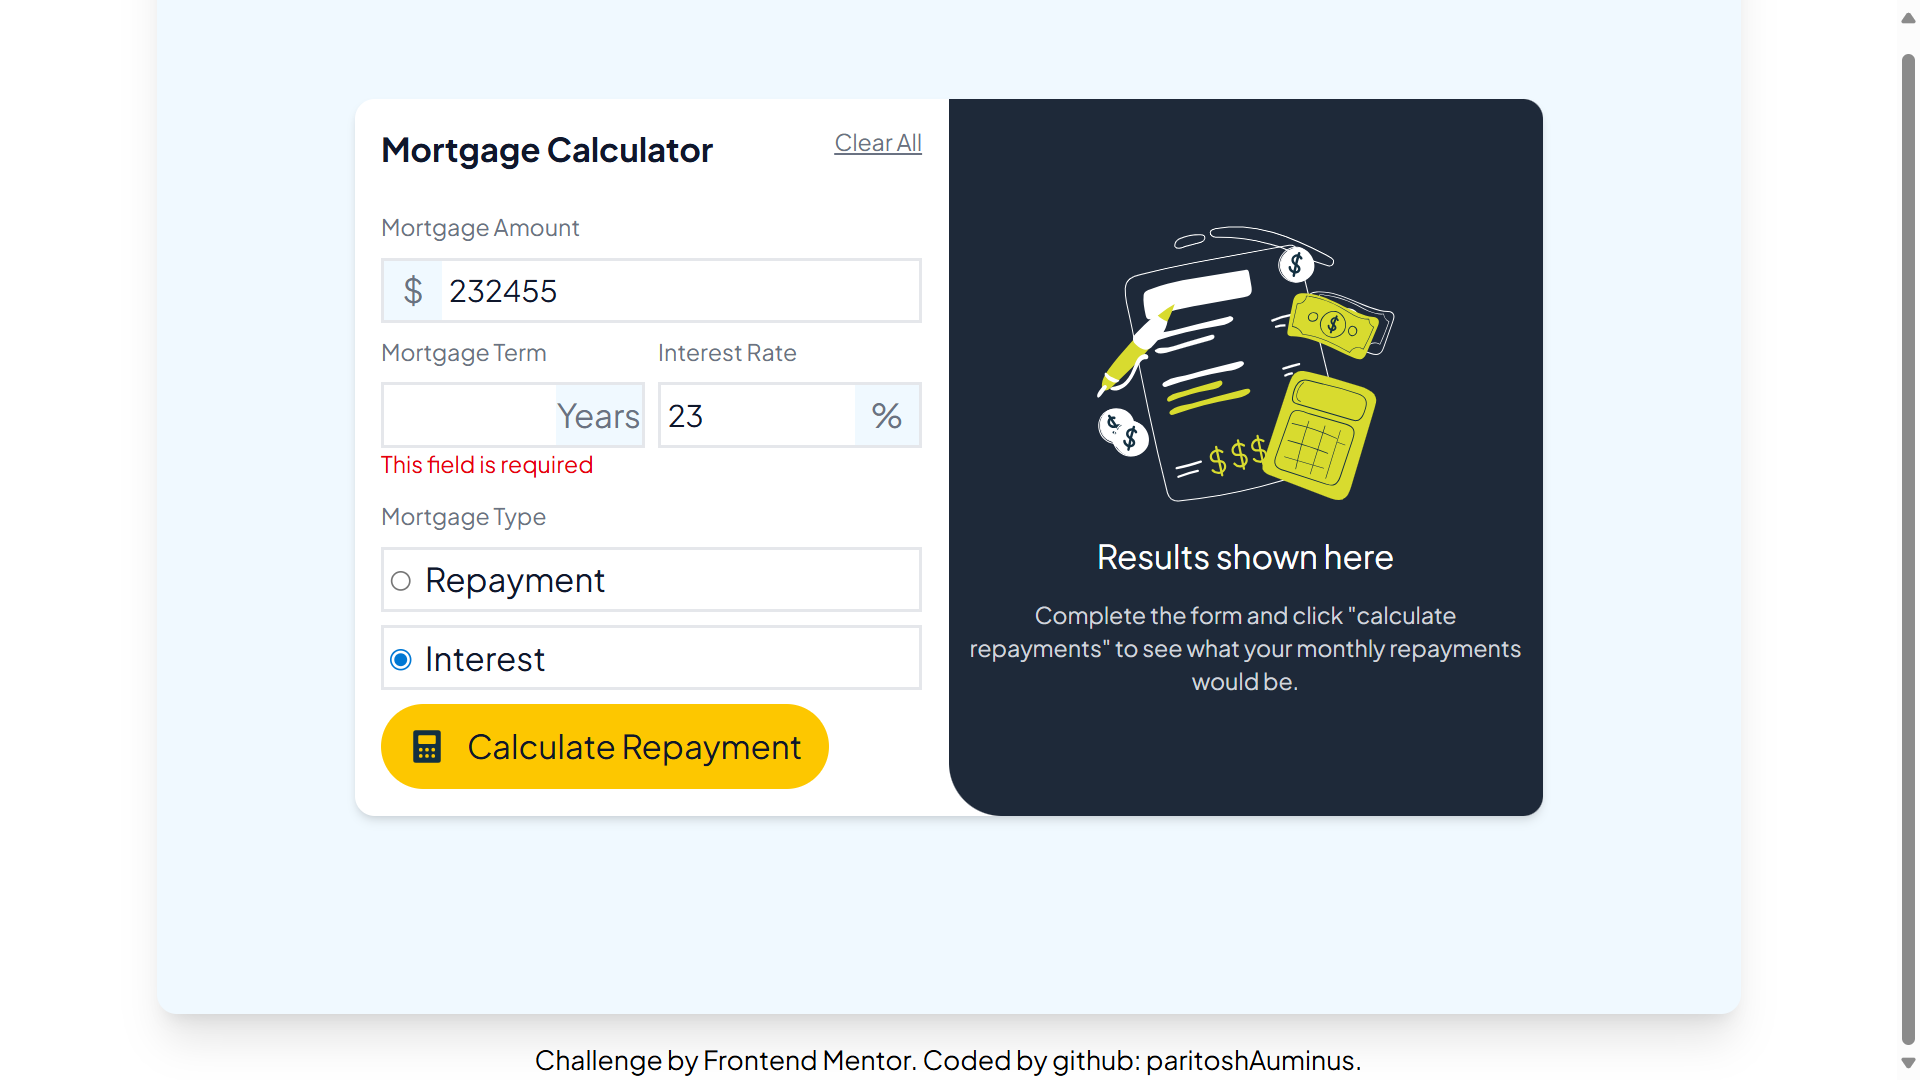 Mortgage Calculator
Clear All
Mortgage Amount
$ 232455
Mortgage Term
Interest Rate
Years
23 %
This field is required
Mortgage Type
Repayment
Interest
Calculate Repayment
$
$
$
$
$$$
Results shown here
Complete the form and click "calculate
repayments" to see what your monthly repayments
would be.
Challenge by Frontend Mentor. Coded by github: paritoshAuminus.